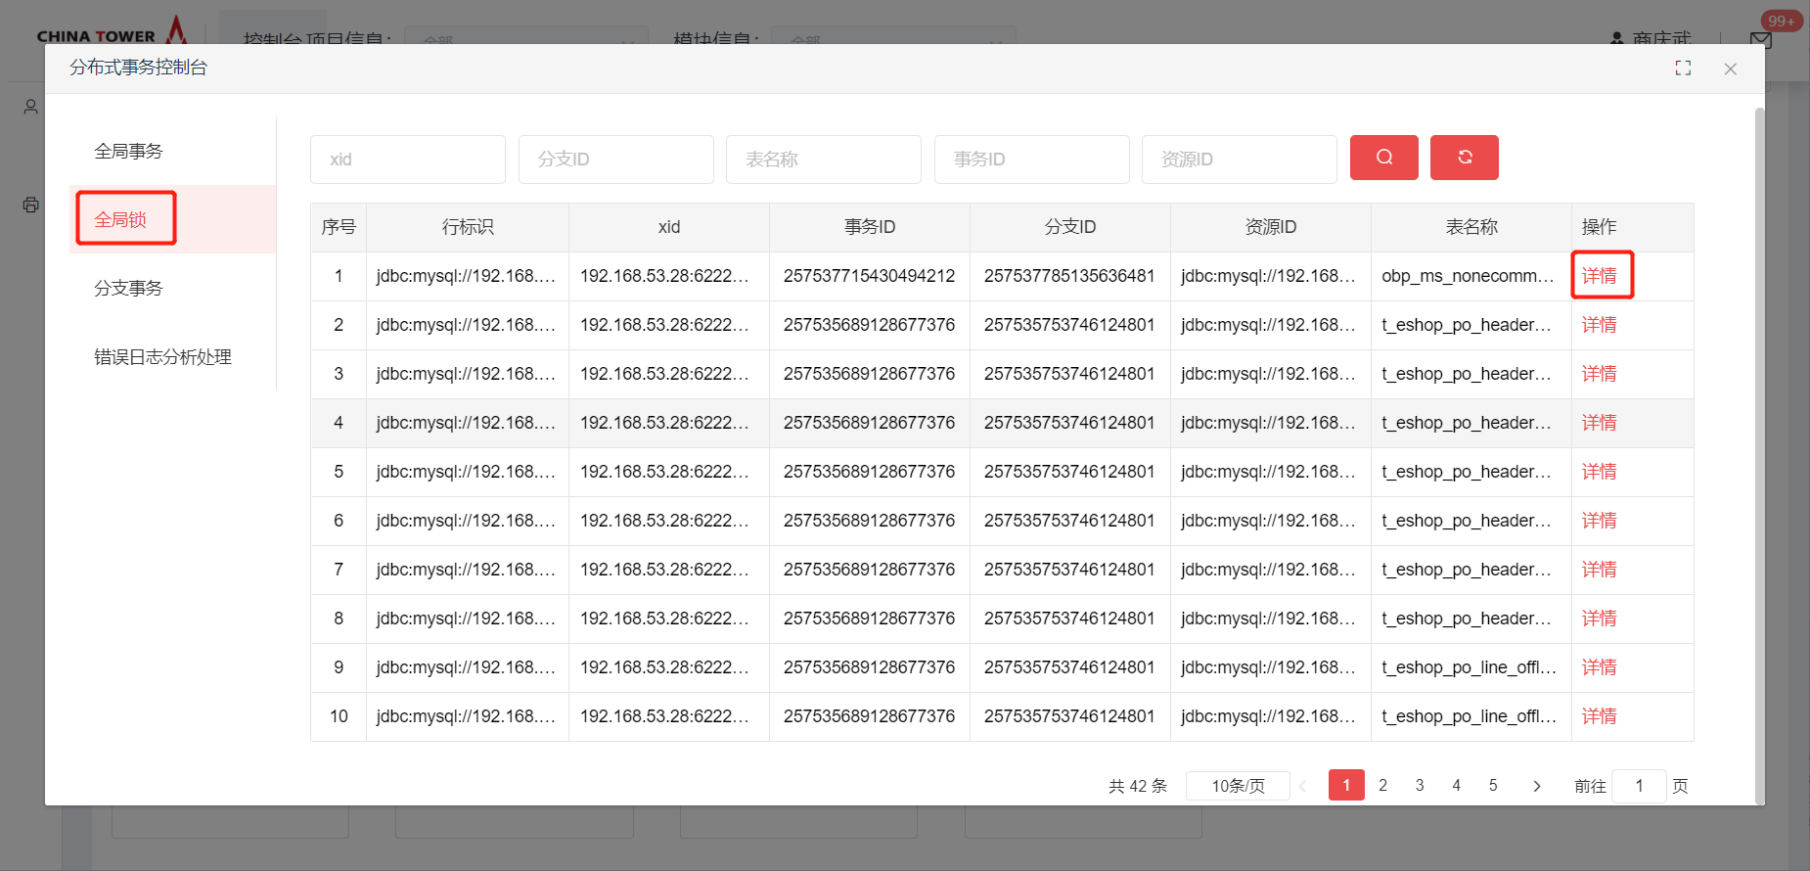 CHINA TOWER
控制台 项目信息: 全部 模块信息: 全部 商庆武 99+
分布式事务控制台
全局事务
全局锁
分支事务
错误日志分析处理
xid 分支ID 表名称 事务ID 资源ID
序号 行标识 xid 事务ID 分支ID 资源ID 表名称 操作
1 jdbc:mysql://192.168.... 192.168.53.28:6222... 257537715430494212 257537785135636481 jdbc:mysql://192.168... obp_ms_nonecomm... 详情
2 jdbc:mysql://192.168.... 192.168.53.28:6222... 257535689128677376 257535753746124801 jdbc:mysql://192.168... t_eshop_po_header... 详情
3 jdbc:mysql://192.168.... 192.168.53.28:6222... 257535689128677376 257535753746124801 jdbc:mysql://192.168... t_eshop_po_header... 详情
4 jdbc:mysql://192.168.... 192.168.53.28:6222... 257535689128677376 257535753746124801 jdbc:mysql://192.168... t_eshop_po_header... 详情
5 jdbc:mysql://192.168.... 192.168.53.28:6222... 257535689128677376 257535753746124801 jdbc:mysql://192.168... t_eshop_po_header... 详情
6 jdbc:mysql://192.168.... 192.168.53.28:6222... 257535689128677376 257535753746124801 jdbc:mysql://192.168... t_eshop_po_header... 详情
7 jdbc:mysql://192.168.... 192.168.53.28:6222... 257535689128677376 257535753746124801 jdbc:mysql://192.168... t_eshop_po_header... 详情
8 jdbc:mysql://192.168.... 192.168.53.28:6222... 257535689128677376 257535753746124801 jdbc:mysql://192.168... t_eshop_po_header... 详情
9 jdbc:mysql://192.168.... 192.168.53.28:6222... 257535689128677376 257535753746124801 jdbc:mysql://192.168... t_eshop_po_line_offl... 详情
10 jdbc:mysql://192.168.... 192.168.53.28:6222... 257535689128677376 257535753746124801 jdbc:mysql://192.168... t_eshop_po_line_offl... 详情
共 42 条 10条/页 1 2 3 4 5 前往 1 页